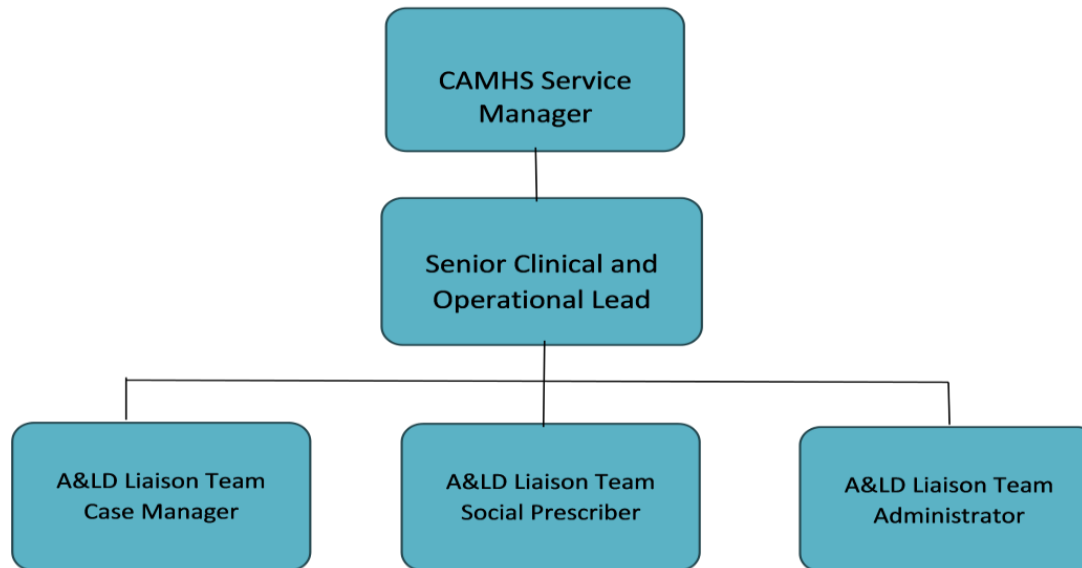 CAMHS Service
Manager
Senior Clinical and
Operational Lead
A&LD Liaison Team
Case Manager
A&LD Liaison Team
Social Prescriber
A&LD Liaison Team
Administrator